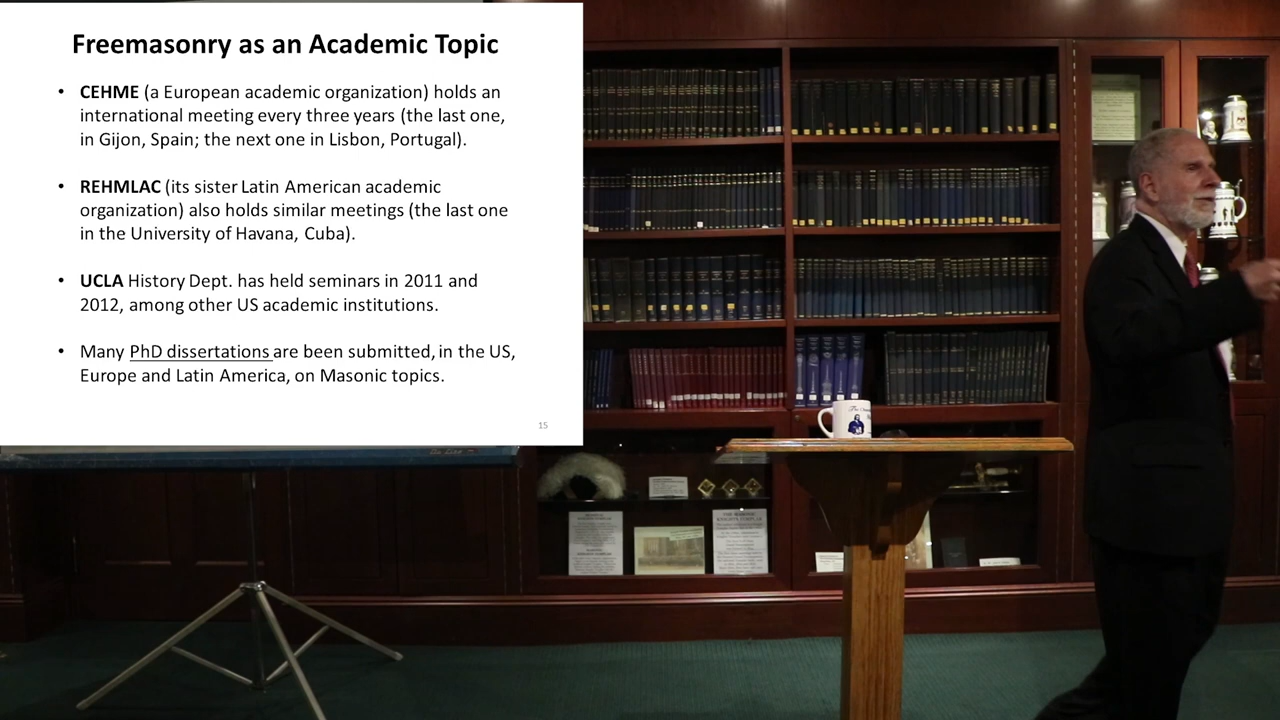 Freemasonry as an Academic Topic
• CEHME (a European academic organization) holds an
international meeting every three years (the last one,
in Gijon, Spain; the next one in Lisbon, Portugal).
• REHMLAC (its sister Latin American academic
organization) also holds similar meetings (the last one
in the University of Havana, Cuba).
• UCLA History Dept. has held seminars in 2011 and
2012, among other US academic institutions.
• Many PhD dissertations are been submitted, in the US,
Europe and Latin America, on Masonic topics.
15
KNIGHTS TEMPLAR